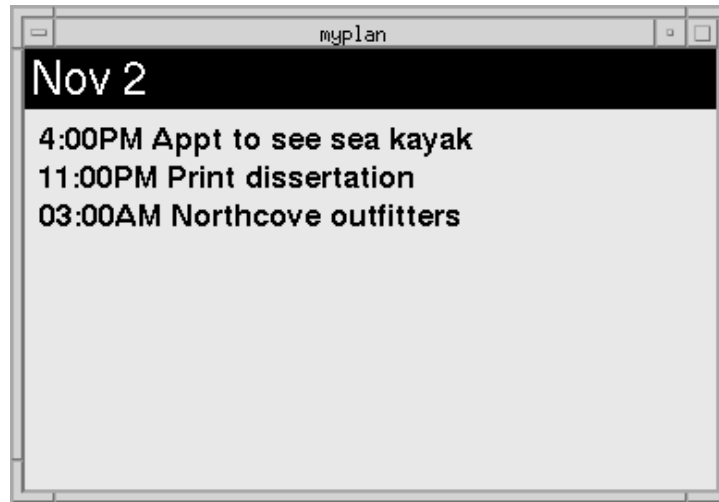 myplan
Nov 2
4:00PM Appt to see sea kayak
11:00PM Print dissertation
03:00AM Northcove outfitters